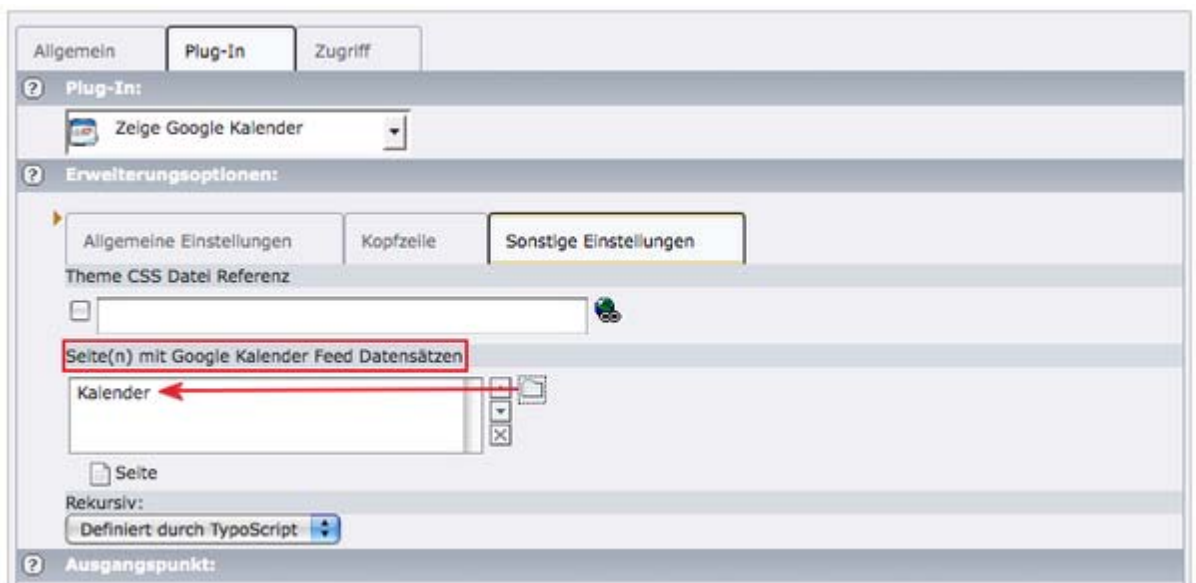 Allgemein Plug-In Zugriff
Plug-In:
Zeige Google Kalender
Erweiterungsoptionen:
Allgemeine Einstellungen Kopfzeile Sonstige Einstellungen
Theme CSS Datei Referenz
Seite(n) mit Google Kalender Feed Datensätzen
Kalender
Seite
Rekursiv:
Definiert durch TypoScript
Ausgangspunkt: